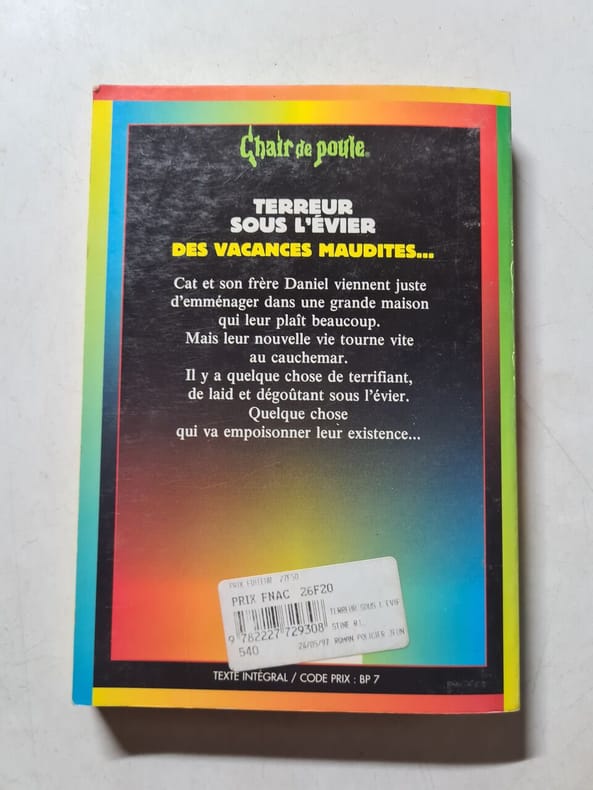 Chair de poule®
TERREUR
SOUS L'ÉVIER
DES VACANCES MAUDITES...
Cat et son frère Daniel viennent juste
d'emménager dans une grande maison
qui leur plaît beaucoup.
Mais leur nouvelle vie tourne vite
au cauchemar.
Il y a quelque chose de terrifiant,
de laid et dégoûtant sous l'évier.
Quelque chose
qui va empoisonner leur existence...
PRIX EDITEUR 27F50
PRIX FNAC 26F20
TERREUR SOUS L EVIE
9 782227 729308 STINE R L
540 24/05/97 ROMAN POLICIER JEUN
TEXTE INTÉGRAL / CODE PRIX : BP 7